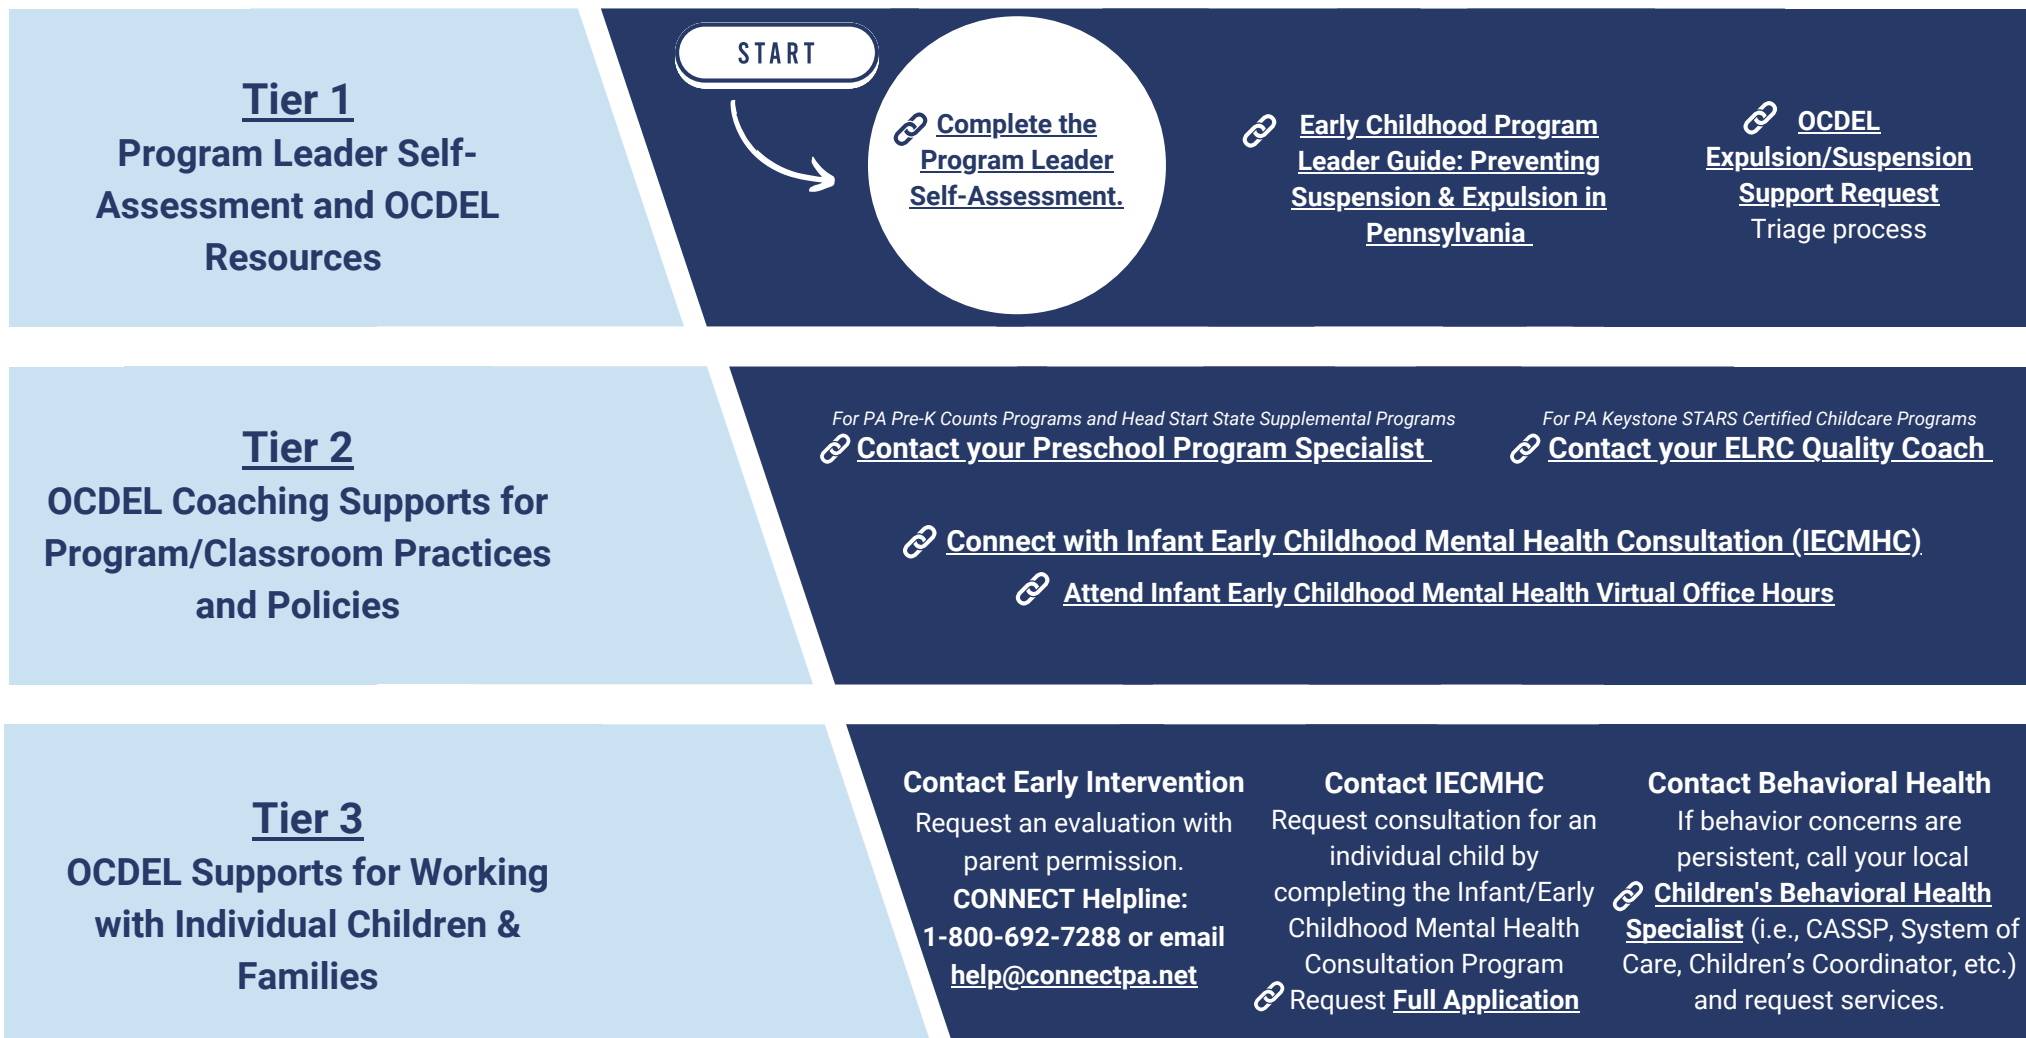 Tier 1
Program Leader Self-
Assessment and OCDEL
Resources
START
Complete the
Program Leader
Self-Assessment.
Early Childhood Program
Leader Guide: Preventing
Suspension & Expulsion in
Pennsylvania
OCDEL
Expulsion/Suspension
Support Request
Triage process
Tier 2
OCDEL Coaching Supports for
Program/Classroom Practices
and Policies
For PA Pre-K Counts Programs and Head Start State Supplemental Programs
Contact your Preschool Program Specialist
For PA Keystone STARS Certified Childcare Programs
Contact your ELRC Quality Coach
Connect with Infant Early Childhood Mental Health Consultation (IECMHC)
Attend Infant Early Childhood Mental Health Virtual Office Hours
Tier 3
OCDEL Supports for Working
with Individual Children &
Families
Contact Early Intervention
Request an evaluation with
parent permission.
CONNECT Helpline:
1-800-692-7288 or email
help@connectpa.net
Contact IECMHC
Request consultation for an
individual child by
completing the Infant/Early
Childhood Mental Health
Consultation Program
Request Full Application
Contact Behavioral Health
If behavior concerns are
persistent, call your local
Children's Behavioral Health
Specialist (i.e., CASSP, System of
Care, Children’s Coordinator, etc.)
and request services.